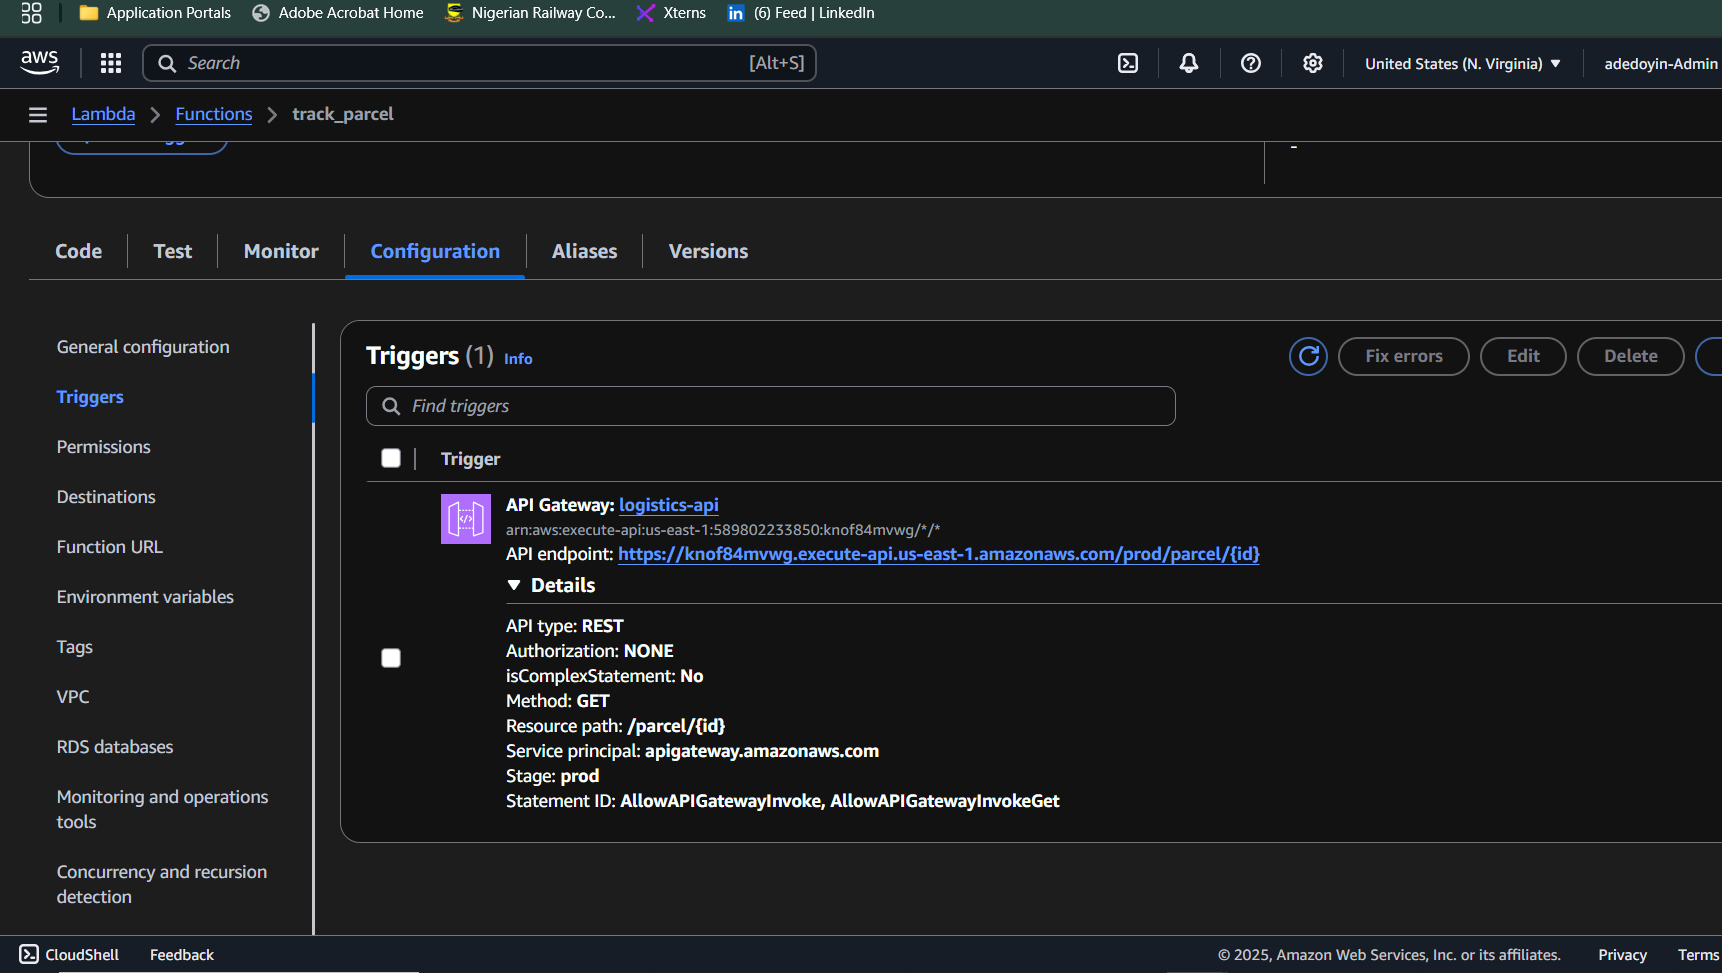 Application Portals
Adobe Acrobat Home
Nigerian Railway Co...
Xterns
(6) Feed | LinkedIn
aws
Search
[Alt+S]
United States (N. Virginia)
adedoyin-Admin
Lambda
Functions
track_parcel
-
Code
Test
Monitor
Configuration
Aliases
Versions
General configuration
Triggers
Permissions
Destinations
Function URL
Environment variables
Tags
VPC
RDS databases
Monitoring and operations
tools
Concurrency and recursion
detection
Triggers (1) Info
Fix errors
Edit
Delete
Find triggers
Trigger
API Gateway: logistics-api
arn:aws:execute-api:us-east-1:589802233850:knof84mvwg/*/*
API endpoint: https://knof84mvwg.execute-api.us-east-1.amazonaws.com/prod/parcel/{id}
Details
API type: REST
Authorization: NONE
isComplexStatement: No
Method: GET
Resource path: /parcel/{id}
Service principal: apigateway.amazonaws.com
Stage: prod
Statement ID: AllowAPIGatewayInvoke, AllowAPIGatewayInvokeGet
CloudShell
Feedback
© 2025, Amazon Web Services, Inc. or its affiliates.
Privacy
Terms